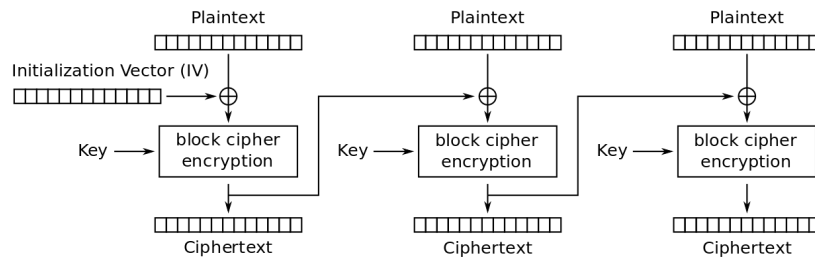 Plaintext
Plaintext
Plaintext
Initialization Vector (IV)
block cipher
encryption
block cipher
encryption
block cipher
encryption
Key
Key
Key
Ciphertext
Ciphertext
Ciphertext